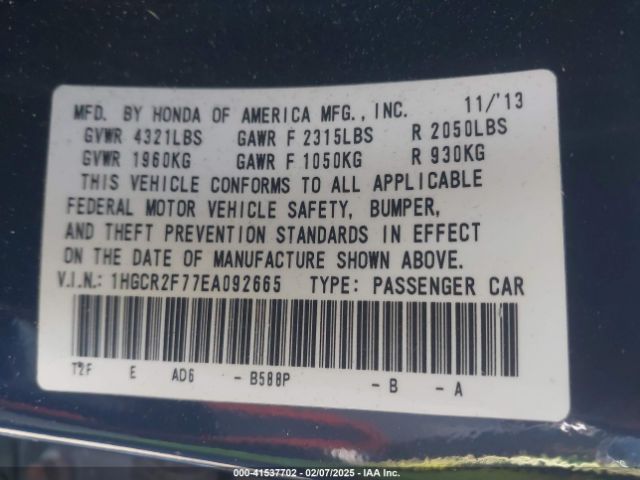 MFD. BY HONDA OF AMERICA MFG., INC. 11/'13
GVWR 4321LBS GAWR F 2315LBS R 2050LBS
GVWR 1960KG GAWR F 1050KG R 930KG
THIS VEHICLE CONFORMS TO ALL APPLICABLE
FEDERAL MOTOR VEHICLE SAFETY, BUMPER,
AND THEFT PREVENTION STANDARDS IN EFFECT
ON THE DATE OF MANUFACTURE SHOWN ABOVE.
V.I.N.: 1HGCR2F77EA092665 TYPE: PASSENGER CAR
T2F E AD6 - B588P - B - A
000-41537702 - 02/07/2025 - IAA Inc.